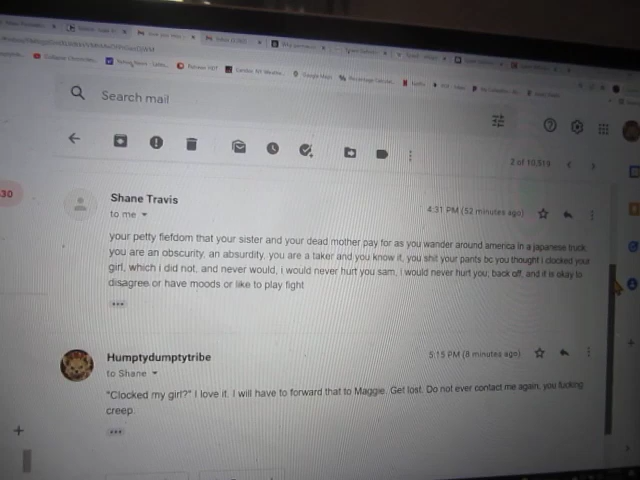 Google Maps
Netflix
Search mail
2 of 10,513
30
Shane Travis
4:31 PM (52 minutes ago)
to me
your petty fiefdom that your sister and your dead mother pay for as you wander around america in a japanese truck
you are an obscurity, an absurdity, you are a taker and you know it, you shit your pants bc you thought i clocked your
girl, which i did not, and never would, i would never hurt you sam, i would never hurt you, back off, and it is okay to
disagree or have moods or like to play fight
Humptydumptytribe
5:15 PM (8 minutes ago)
to Shane
"Clocked my girl?" I love it. I will have to forward that to Maggie. Get lost. Do not ever contact me again, you fucking
creep.